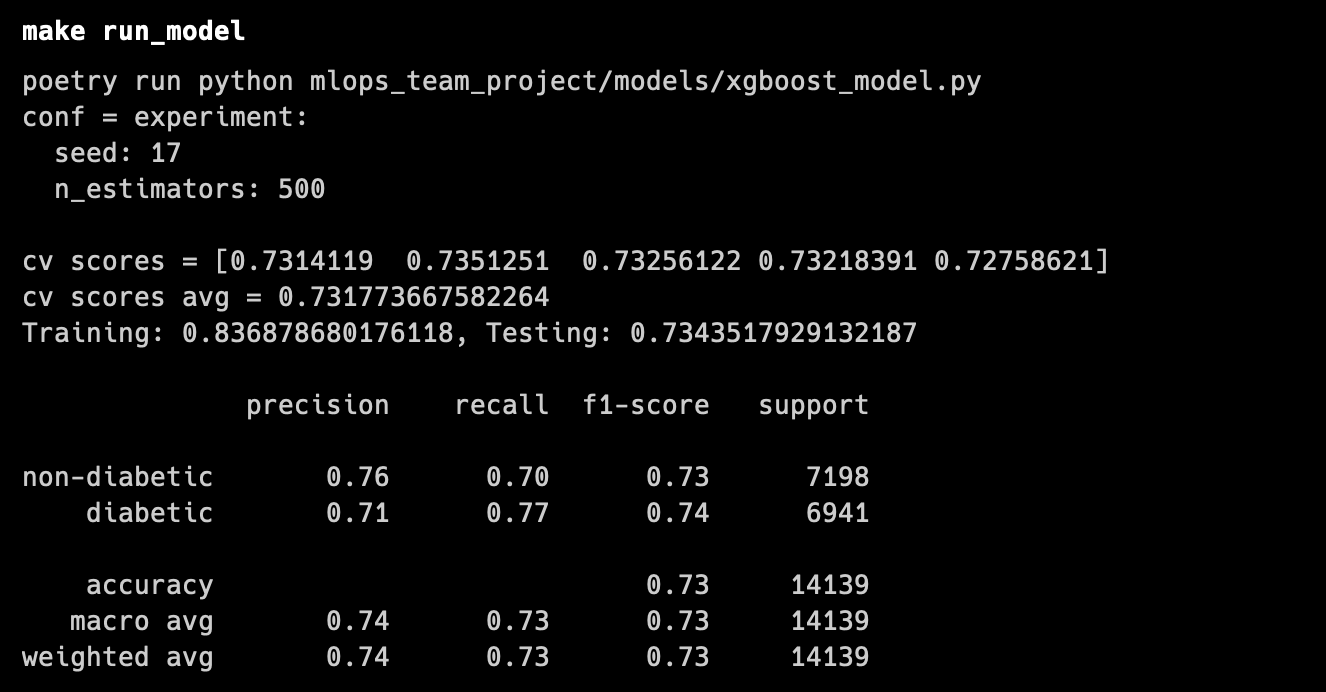 make run_model
poetry run python mlops_team_project/models/xgboost_model.py
conf = experiment:
  seed: 17
  n_estimators: 500

cv scores = [0.7314119  0.7351251  0.73256122 0.73218391 0.72758621]
cv scores avg = 0.731773667582264
Training: 0.836878680176118, Testing: 0.7343517929132187

              precision    recall  f1-score   support

non-diabetic       0.76      0.70      0.73      7198
    diabetic       0.71      0.77      0.74      6941

    accuracy                           0.73     14139
   macro avg       0.74      0.73      0.73     14139
weighted avg       0.74      0.73      0.73     14139